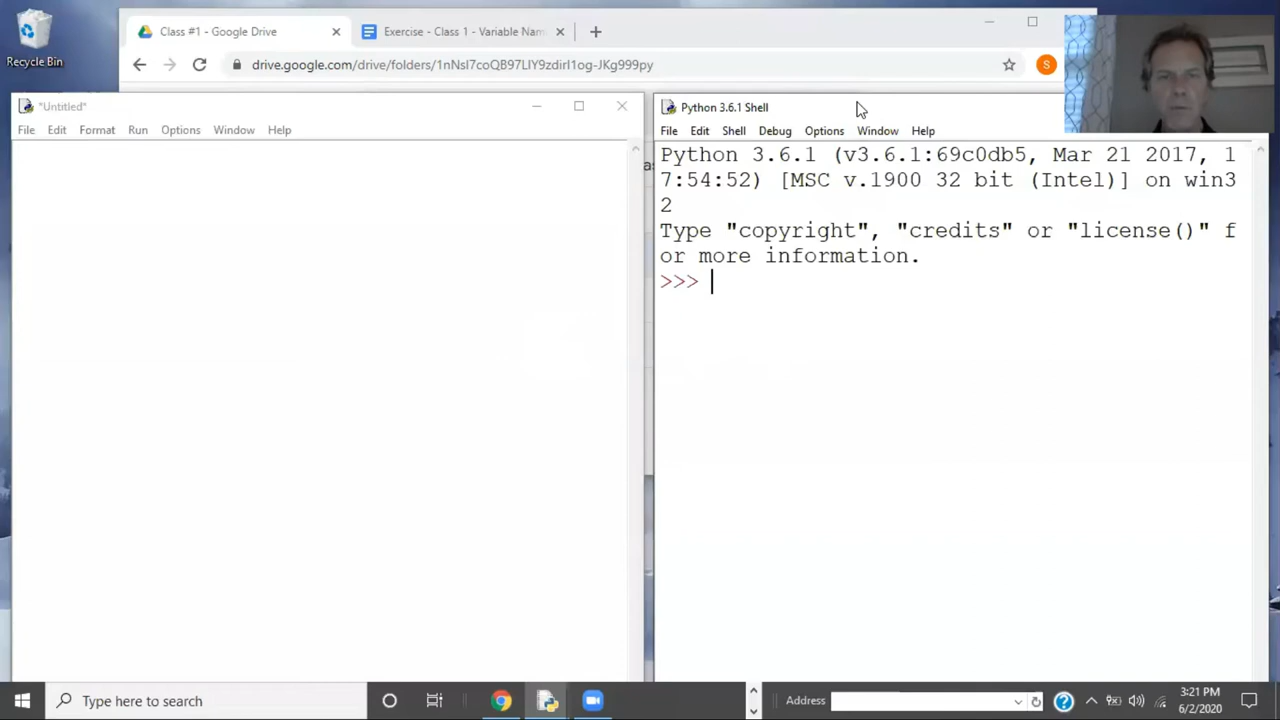 Recycle Bin
Class #1 - Google Drive
Exercise - Class 1 - Variable Nam
drive.google.com/drive/folders/1nNsI7coQB97LIY9zdirI1og-JKg999py
S
*Untitled*
File Edit Format Run Options Window Help
Python 3.6.1 Shell
File Edit Shell Debug Options Window Help
Python 3.6.1 (v3.6.1:69c0db5, Mar 21 2017, 1
7:54:52) [MSC v.1900 32 bit (Intel)] on win3
2
Type "copyright", "credits" or "license()" f
or more information.
>>>
Type here to search
Address
3:21 PM
6/2/2020